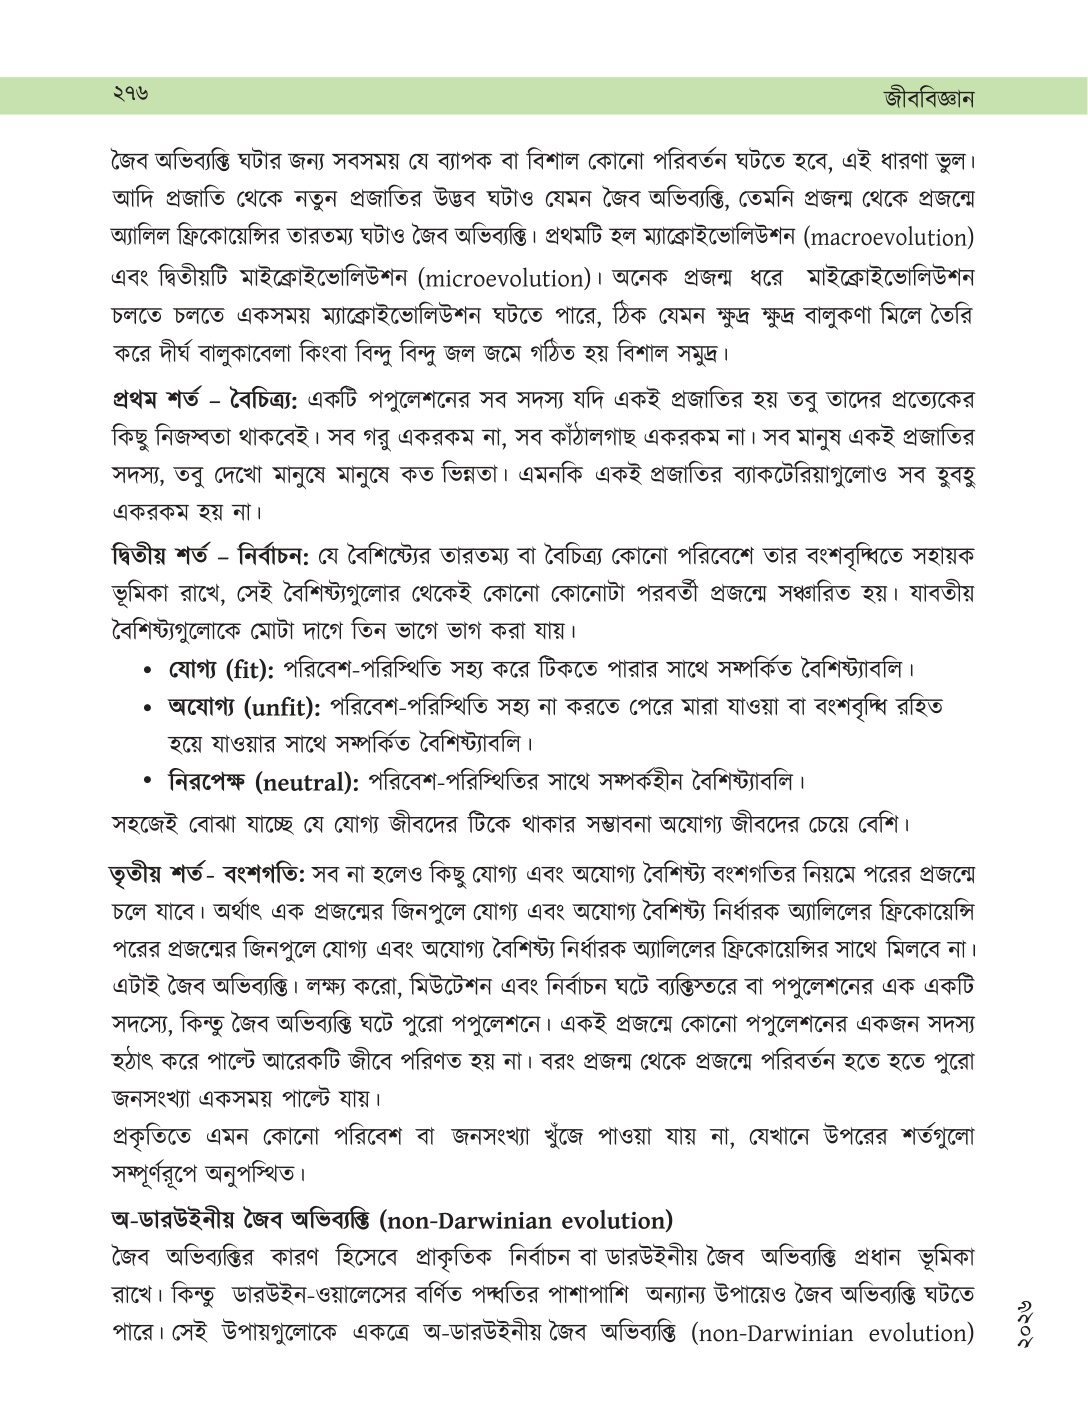 ২৭৬
জীববিজ্ঞান
জৈব অভিব্যক্তি ঘটার জন্য সবসময় যে ব্যাপক বা বিশাল কোনো পরিবর্তন ঘটতে হবে, এই ধারণা ভুল।
আদি প্রজাতি থেকে নতুন প্রজাতির উদ্ভব ঘটাও যেমন জৈব অভিব্যক্তি, তেমনি প্রজন্ম থেকে প্রজন্মে
অ্যালিল ফ্রিকোয়েন্সির তারতম্য ঘটাও জৈব অভিব্যক্তি। প্রথমটি হল ম্যাক্রোইভোলিউশন (macroevolution)
এবং দ্বিতীয়টি মাইক্রোইভোলিউশন (microevolution)। অনেক প্রজন্ম ধরে মাইক্রোইভোলিউশন
চলতে চলতে একসময় ম্যাক্রোইভোলিউশন ঘটতে পারে, ঠিক যেমন ক্ষুদ্র ক্ষুদ্র বালুকণা মিলে তৈরি
করে দীর্ঘ বালুকাবেলা কিংবা বিন্দু বিন্দু জল জমে গঠিত হয় বিশাল সমুদ্র।
প্রথম শর্ত – বৈচিত্র্য: একটি পপুলেশনের সব সদস্য যদি একই প্রজাতির হয় তবু তাদের প্রত্যেকের
কিছু নিজস্বতা থাকবেই। সব গরু একরকম না, সব কাঁঠালগাছ একরকম না। সব মানুষ একই প্রজাতির
সদস্য, তবু দেখো মানুষে মানুষে কত ভিন্নতা। এমনকি একই প্রজাতির ব্যাকটেরিয়াগুলোও সব হুবহু
একরকম হয় না।
দ্বিতীয় শর্ত – নির্বাচন: যে বৈশিষ্ট্যের তারতম্য বা বৈচিত্র্য কোনো পরিবেশে তার বংশবৃদ্ধিতে সহায়ক
ভূমিকা রাখে, সেই বৈশিষ্ট্যগুলোর থেকেই কোনো কোনোটা পরবর্তী প্রজন্মে সঞ্চারিত হয়। যাবতীয়
বৈশিষ্ট্যগুলোকে মোটা দাগে তিন ভাগে ভাগ করা যায়।
• যোগ্য (fit): পরিবেশ-পরিস্থিতি সহ্য করে টিকতে পারার সাথে সম্পর্কিত বৈশিষ্ট্যাবলি।
• অযোগ্য (unfit): পরিবেশ-পরিস্থিতি সহ্য না করতে পেরে মারা যাওয়া বা বংশবৃদ্ধি রহিত
হয়ে যাওয়ার সাথে সম্পর্কিত বৈশিষ্ট্যাবলি।
• নিরপেক্ষ (neutral): পরিবেশ-পরিস্থিতির সাথে সম্পর্কহীন বৈশিষ্ট্যাবলি।
সহজেই বোঝা যাচ্ছে যে যোগ্য জীবদের টিকে থাকার সম্ভাবনা অযোগ্য জীবদের চেয়ে বেশি।
তৃতীয় শর্ত- বংশগতি: সব না হলেও কিছু যোগ্য এবং অযোগ্য বৈশিষ্ট্য বংশগতির নিয়মে পরের প্রজন্মে
চলে যাবে। অর্থাৎ এক প্রজন্মের জিনপুলে যোগ্য এবং অযোগ্য বৈশিষ্ট্য নির্ধারক অ্যালিলের ফ্রিকোয়েন্সি
পরের প্রজন্মের জিনপুলে যোগ্য এবং অযোগ্য বৈশিষ্ট্য নির্ধারক অ্যালিলের ফ্রিকোয়েন্সির সাথে মিলবে না।
এটাই জৈব অভিব্যক্তি। লক্ষ্য করো, মিউটেশন এবং নির্বাচন ঘটে ব্যক্তিস্তরে বা পপুলেশনের এক একটি
সদস্যে, কিন্তু জৈব অভিব্যক্তি ঘটে পুরো পপুলেশনে। একই প্রজন্মে কোনো পপুলেশনের একজন সদস্য
হঠাৎ করে পাল্টে আরেকটি জীবে পরিণত হয় না। বরং প্রজন্ম থেকে প্রজন্মে পরিবর্তন হতে হতে পুরো
জনসংখ্যা একসময় পাল্টে যায়।
প্রকৃতিতে এমন কোনো পরিবেশ বা জনসংখ্যা খুঁজে পাওয়া যায় না, যেখানে উপরের শর্তগুলো
সম্পূর্ণরূপে অনুপস্থিত।
অ-ডারউইনীয় জৈব অভিব্যক্তি (non-Darwinian evolution)
জৈব অভিব্যক্তির কারণ হিসেবে প্রাকৃতিক নির্বাচন বা ডারউইনীয় জৈব অভিব্যক্তি প্রধান ভূমিকা
রাখে। কিন্তু ডারউইন-ওয়ালেসের বর্ণিত পদ্ধতির পাশাপাশি অন্যান্য উপায়েও জৈব অভিব্যক্তি ঘটতে
পারে। সেই উপায়গুলোকে একত্রে অ-ডারউইনীয় জৈব অভিব্যক্তি (non-Darwinian evolution)
২০২৬